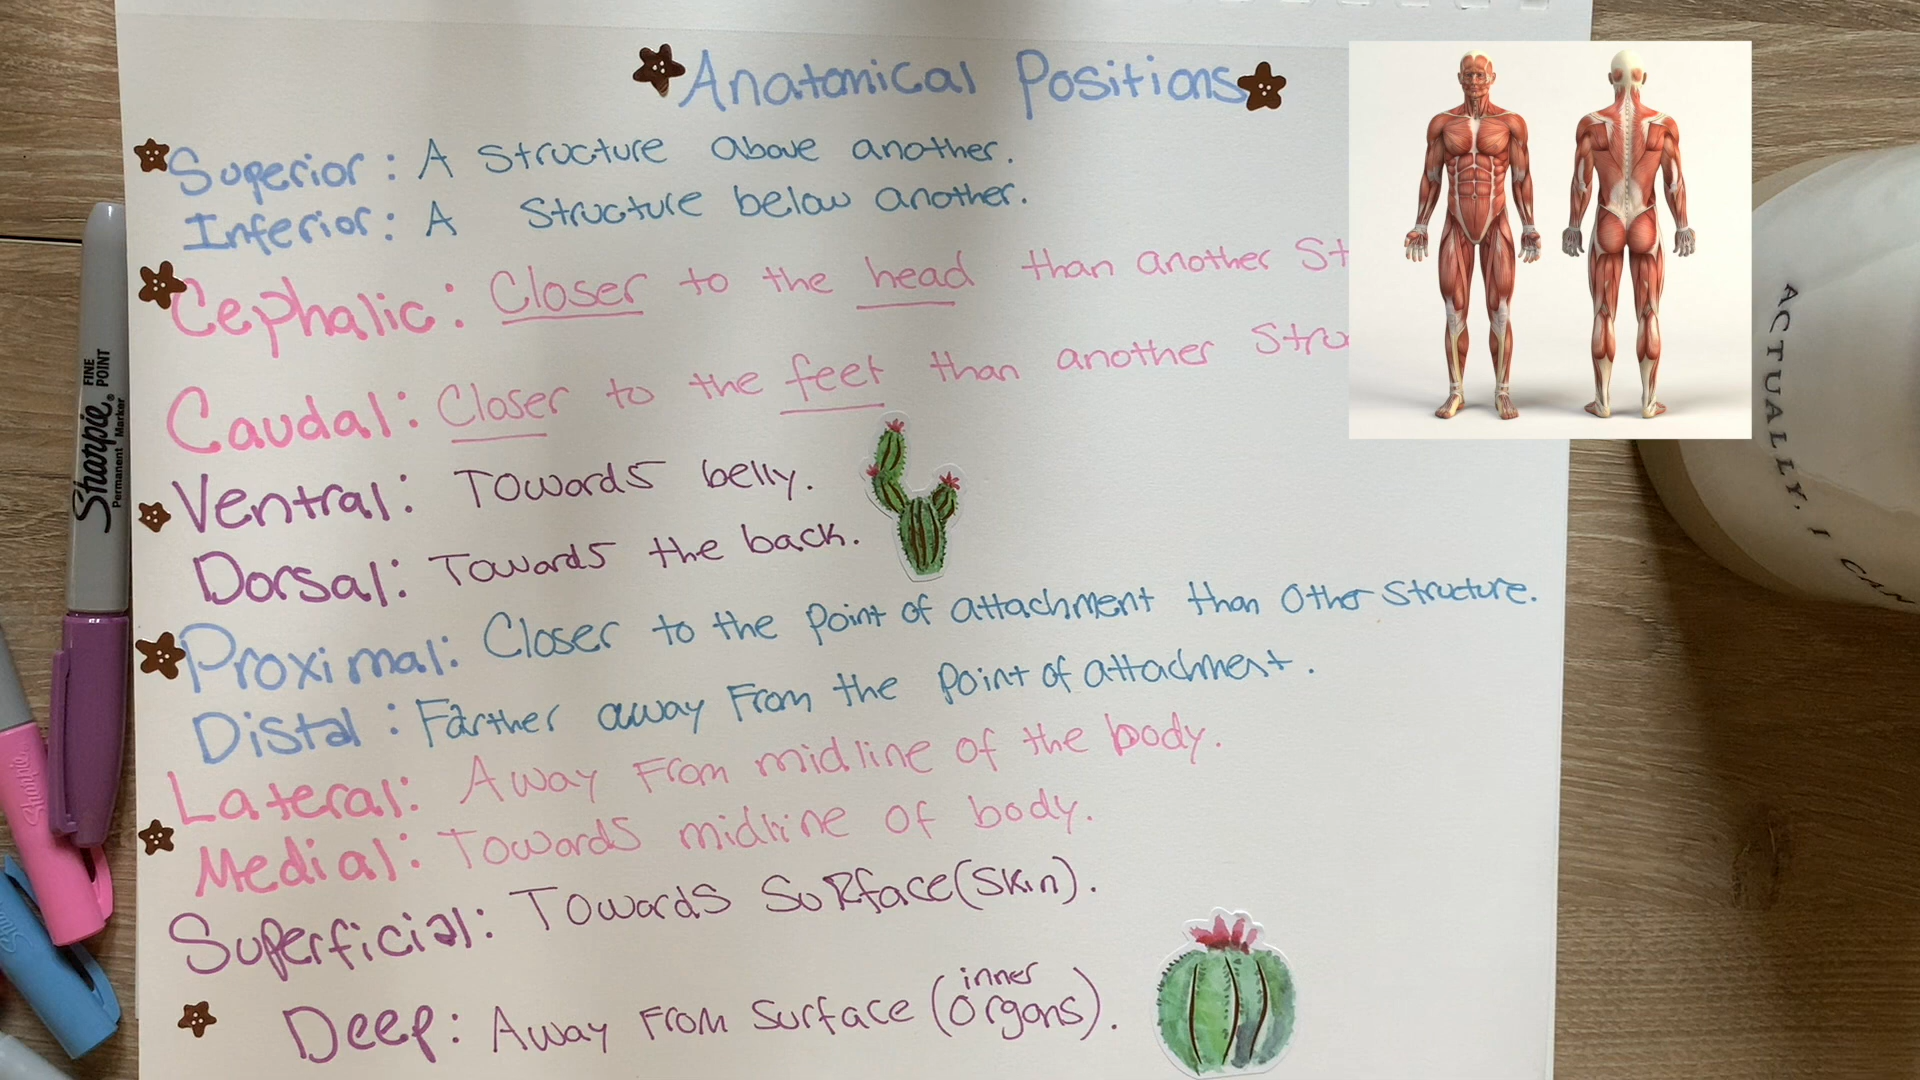 Anatomical Positions
Superior: A Structure above another.
Inferior: A Structure below another.
Cephalic: Closer to the head than another St
Caudal: Closer to the feet than another Stru
Ventral: Towards belly.
Dorsal: Towards the back.
Proximal: Closer to the point of attachment than other structure.
Distal: Farther away from the point of attachment.
Lateral: Away from midline of the body.
Medial: Towards midline of body.
Superficial: Towards Surface (skin).
Deep: Away from surface (inner organs).
Sharpie®
FINE POINT
Permanent Marker
Sharpie
ACTUALLY, I CAN